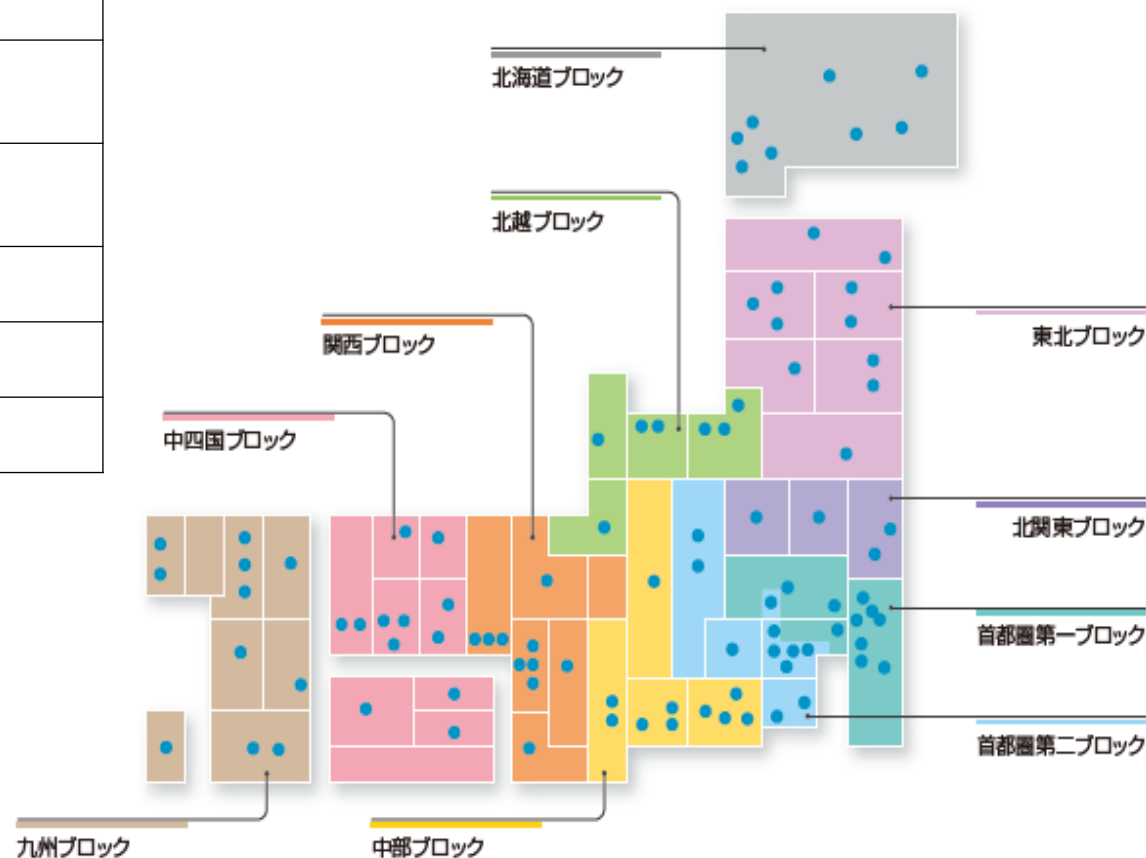 北海道ブロック
北越ブロック
関西ブロック
東北ブロック
中四国ブロック
北関東ブロック
首都圏第一ブロック
首都圏第二ブロック
九州ブロック
中部ブロック